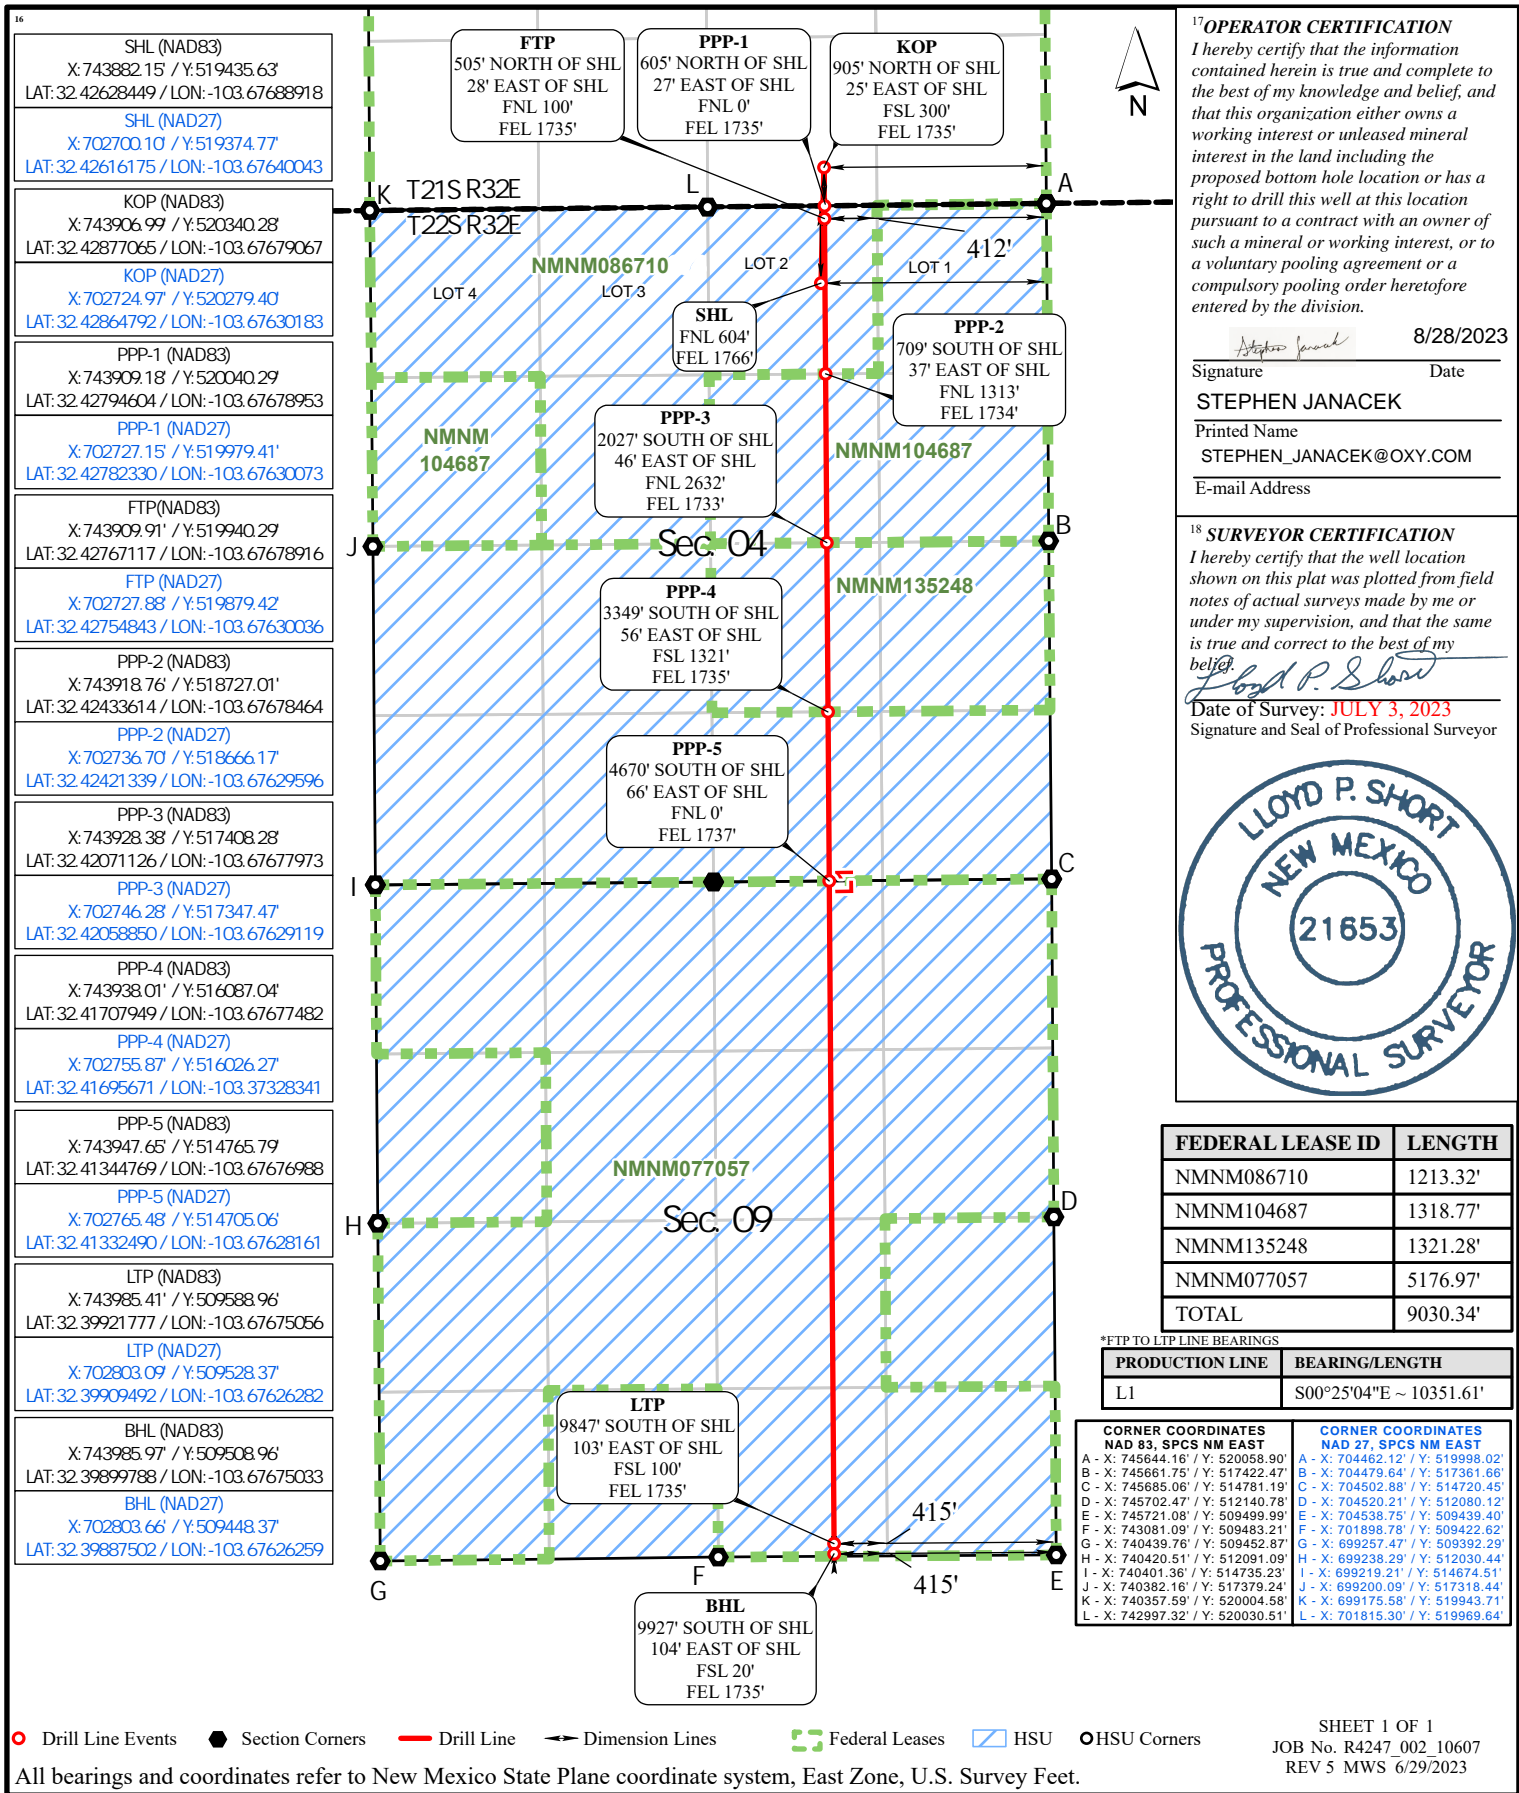 16
SHL (NAD83)
X: 743882.15' / Y: 519435.63'
LAT: 32.42628449 / LON: -103.67688918
SHL (NAD27)
X: 702700.10' / Y: 519374.77'
LAT: 32.42616175 / LON: -103.67640043
KOP (NAD83)
X: 743906.99' / Y: 520340.28'
LAT: 32.42877065 / LON: -103.67679067
KOP (NAD27)
X: 702724.97' / Y: 520279.40'
LAT: 32.42864792 / LON: -103.67630183
PPP-1 (NAD83)
X: 743909.18' / Y: 520040.29'
LAT: 32.42794604 / LON: -103.67678953
PPP-1 (NAD27)
X: 702727.15' / Y: 519979.41'
LAT: 32.42782330 / LON: -103.67630073
FTP(NAD83)
X: 743909.91' / Y: 519940.29'
LAT: 32.42767117 / LON: -103.67678916
FTP (NAD27)
X: 702727.88' / Y: 519879.42'
LAT: 32.42754843 / LON: -103.67630036
PPP-2 (NAD83)
X: 743918.76' / Y: 518727.01'
LAT: 32.42433614 / LON: -103.67678464
PPP-2 (NAD27)
X: 702736.70' / Y: 518666.17'
LAT: 32.42421339 / LON: -103.67629596
PPP-3 (NAD83)
X: 743928.38' / Y: 517408.28'
LAT: 32.42071126 / LON: -103.67677973
PPP-3 (NAD27)
X: 702746.28' / Y: 517347.47'
LAT: 32.42058850 / LON: -103.67629119
PPP-4 (NAD83)
X: 743938.01' / Y: 516087.04'
LAT: 32.41707949 / LON: -103.67677482
PPP-4 (NAD27)
X: 702755.87' / Y: 516026.27'
LAT: 32.41695671 / LON: -103.37328341
PPP-5 (NAD83)
X: 743947.65' / Y: 514765.79'
LAT: 32.41344769 / LON: -103.67676988
PPP-5 (NAD27)
X: 702765.48' / Y: 514705.06'
LAT: 32.41332490 / LON: -103.67628161
LTP (NAD83)
X: 743985.41' / Y: 509588.96'
LAT: 32.39921777 / LON: -103.67675056
LTP (NAD27)
X: 702803.09' / Y: 509528.37'
LAT: 32.39909492 / LON: -103.67626282
BHL (NAD83)
X: 743985.97' / Y: 509508.96'
LAT: 32.39899788 / LON: -103.67675033
BHL (NAD27)
X: 702803.66' / Y: 509448.37'
LAT: 32.39887502 / LON: -103.67626259
FTP
505' NORTH OF SHL
28' EAST OF SHL
FNL 100'
FEL 1735'
PPP-1
605' NORTH OF SHL
27' EAST OF SHL
FNL 0'
FEL 1735'
KOP
905' NORTH OF SHL
25' EAST OF SHL
FSL 300'
FEL 1735'
N
K
T21S R32E
L
A
T22S R32E
412'
NMNM086710
LOT 2
LOT 1
LOT 4
LOT 3
SHL
FNL 604'
FEL 1766'
PPP-2
709' SOUTH OF SHL
37' EAST OF SHL
FNL 1313'
FEL 1734'
PPP-3
2027' SOUTH OF SHL
46' EAST OF SHL
FNL 2632'
FEL 1733'
NMNM
104687
NMNM104687
J
Sec. 04
B
NMNM135248
PPP-4
3349' SOUTH OF SHL
56' EAST OF SHL
FSL 1321'
FEL 1735'
PPP-5
4670' SOUTH OF SHL
66' EAST OF SHL
FNL 0'
FEL 1737'
I
L1
C
NMNM077057
H
Sec. 09
D
LTP
9847' SOUTH OF SHL
103' EAST OF SHL
FSL 100'
FEL 1735'
415'
G
F
415'
E
BHL
9927' SOUTH OF SHL
104' EAST OF SHL
FSL 20'
FEL 1735'
17 OPERATOR CERTIFICATION
I hereby certify that the information
contained herein is true and complete to
the best of my knowledge and belief, and
that this organization either owns a
working interest or unleased mineral
interest in the land including the
proposed bottom hole location or has a
right to drill this well at this location
pursuant to a contract with an owner of
such a mineral or working interest, or to
a voluntary pooling agreement or a
compulsory pooling order heretofore
entered by the division.
Stephen Janacek
8/28/2023
Signature Date
STEPHEN JANACEK
Printed Name
STEPHEN_JANACEK@OXY.COM
E-mail Address
18 SURVEYOR CERTIFICATION
I hereby certify that the well location
shown on this plat was plotted from field
notes of actual surveys made by me or
under my supervision, and that the same
is true and correct to the best of my
belief.
Lloyd P. Short
Date of Survey: JULY 3, 2023
Signature and Seal of Professional Surveyor
LLOYD P. SHORT
NEW MEXICO
21653
PROFESSIONAL SURVEYOR
FEDERAL LEASE ID LENGTH
NMNM086710 1213.32'
NMNM104687 1318.77'
NMNM135248 1321.28'
NMNM077057 5176.97'
TOTAL 9030.34'
*FTP TO LTP LINE BEARINGS
PRODUCTION LINE BEARING/LENGTH
L1 S00°25'04"E ~ 10351.61'
CORNER COORDINATES
NAD 83, SPCS NM EAST
A - X: 745644.16' / Y: 520058.90'
B - X: 745661.75' / Y: 517422.47'
C - X: 745685.06' / Y: 514781.19'
D - X: 745702.47' / Y: 512140.78'
E - X: 745721.08' / Y: 509499.99'
F - X: 743081.09' / Y: 509483.21'
G - X: 740439.76' / Y: 509452.87'
H - X: 740420.51' / Y: 512091.09'
I - X: 740401.36' / Y: 514735.23'
J - X: 740382.16' / Y: 517379.24'
K - X: 740357.59' / Y: 520004.58'
L - X: 742997.32' / Y: 520030.51'
CORNER COORDINATES
NAD 27, SPCS NM EAST
A - X: 704462.12' / Y: 519998.02'
B - X: 704479.64' / Y: 517361.66'
C - X: 704502.88' / Y: 514720.45'
D - X: 704520.21' / Y: 512080.12'
E - X: 704538.75' / Y: 509439.40'
F - X: 701898.78' / Y: 509422.62'
G - X: 699257.47' / Y: 509392.29'
H - X: 699238.29' / Y: 512030.44'
I - X: 699219.21' / Y: 514674.51'
J - X: 699200.09' / Y: 517318.44'
K - X: 699175.58' / Y: 519943.71'
L - X: 701815.30' / Y: 519969.64'
Drill Line Events Section Corners Drill Line Dimension Lines Federal Leases HSU HSU Corners
All bearings and coordinates refer to New Mexico State Plane coordinate system, East Zone, U.S. Survey Feet.
SHEET 1 OF 1
JOB No. R4247_002_10607
REV 5 MWS 6/29/2023